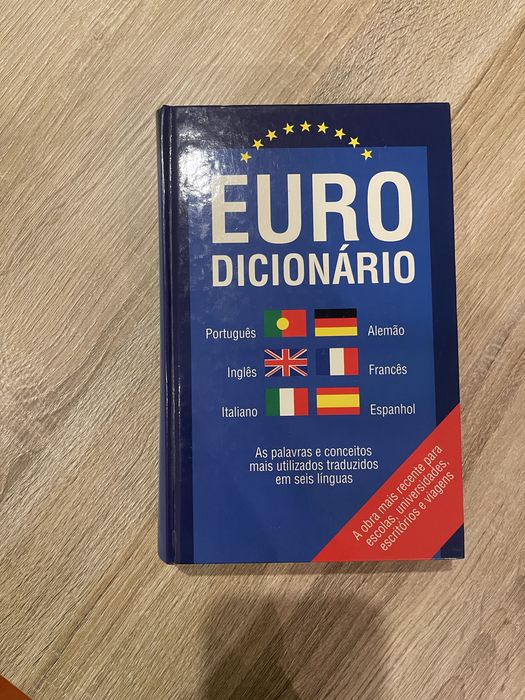 EURO
DICIONÁRIO
Português
Alemão
Inglês
Francês
Italiano
Espanhol
As palavras e conceitos
mais utilizados traduzidos
em seis línguas
A obra mais recente para
escolas, universidades,
escritórios e viagens